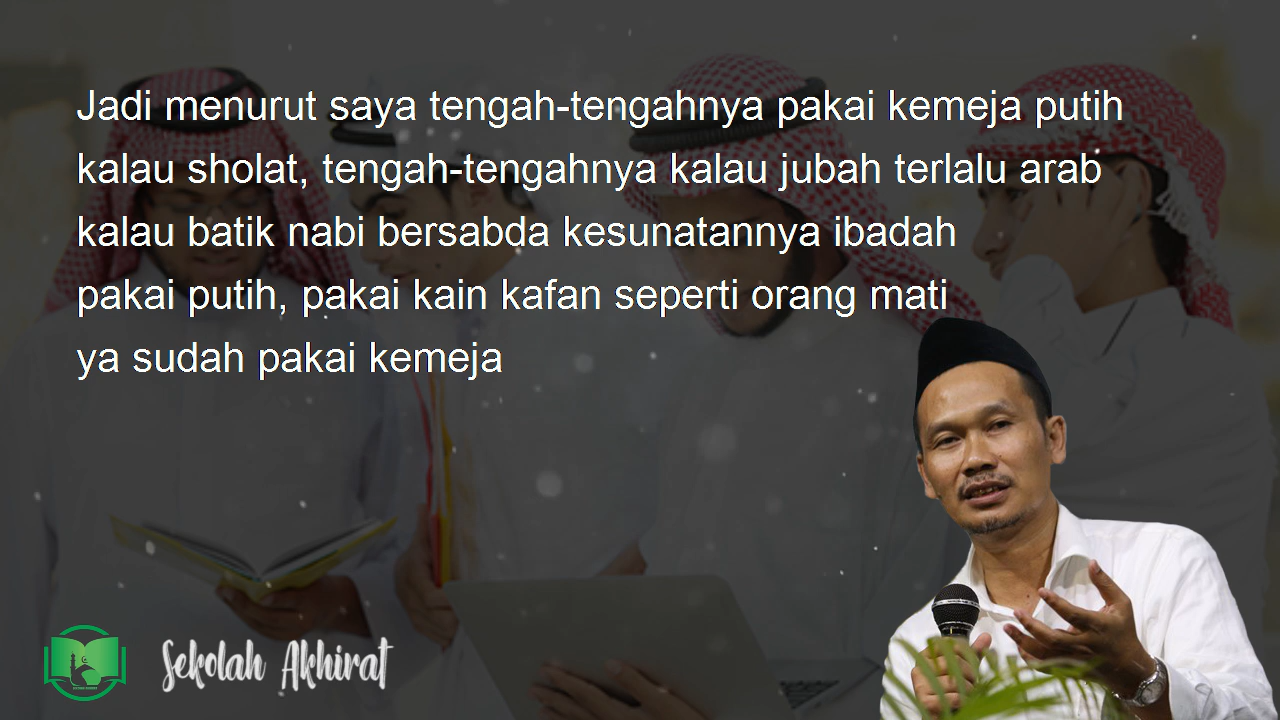 Jadi menurut saya tengah-tengahnya pakai kemeja putih
kalau sholat, tengah-tengahnya kalau jubah terlalu arab
kalau batik nabi bersabda kesunatannya ibadah
pakai putih, pakai kain kafan seperti orang mati
ya sudah pakai kemeja
Sekolah Akhirat